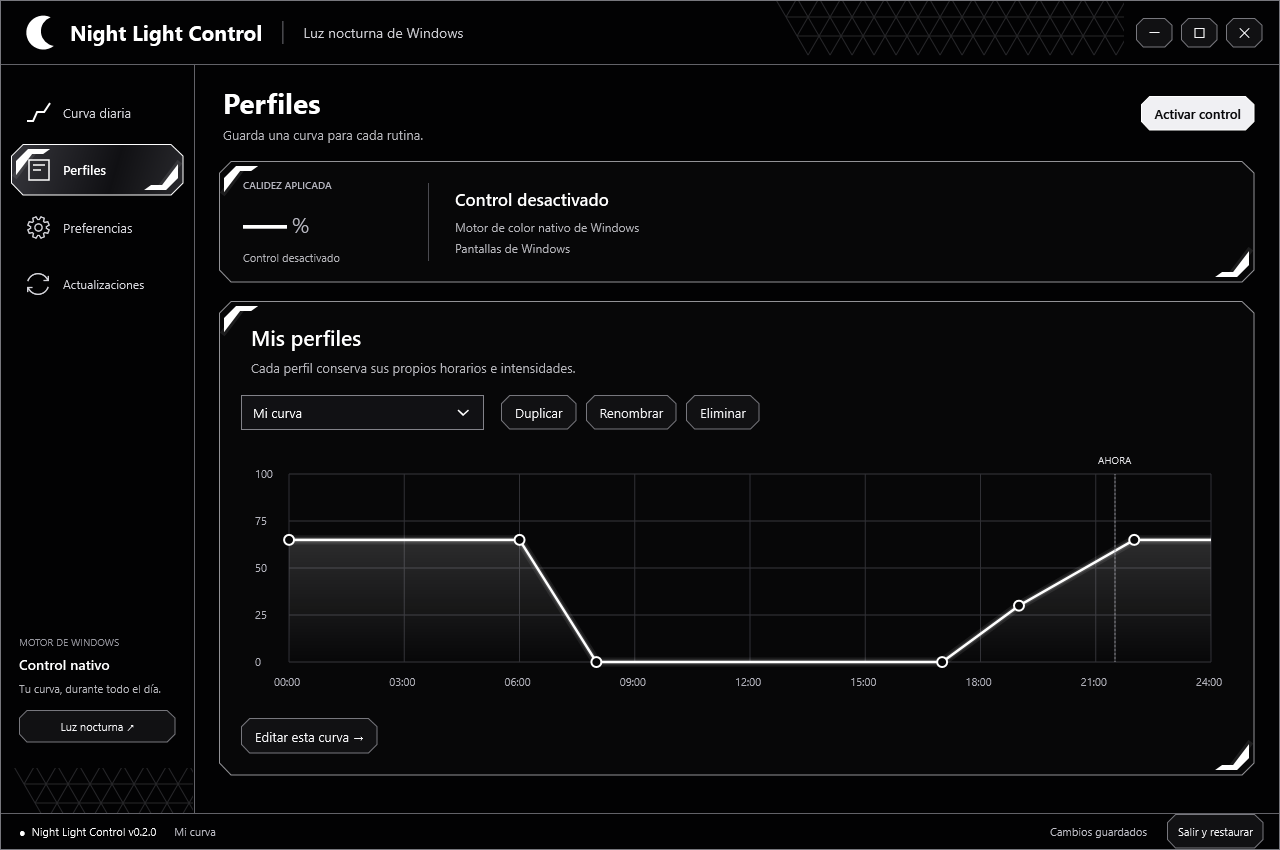 Night Light Control
Luz nocturna de Windows
Curva diaria
Perfiles
Preferencias
Actualizaciones
MOTOR DE WINDOWS
Control nativo
Tu curva, durante todo el día.
Luz nocturna ↗
Perfiles
Guarda una curva para cada rutina.
Activar control
CALIDEZ APLICADA
— %
Control desactivado
Control desactivado
Motor de color nativo de Windows
Pantallas de Windows
Mis perfiles
Cada perfil conserva sus propios horarios e intensidades.
Mi curva
Duplicar
Renombrar
Eliminar
AHORA
100
75
50
25
0
00:00 03:00 06:00 09:00 12:00 15:00 18:00 21:00 24:00
Editar esta curva →
● Night Light Control v0.2.0
Mi curva
Cambios guardados
Salir y restaurar